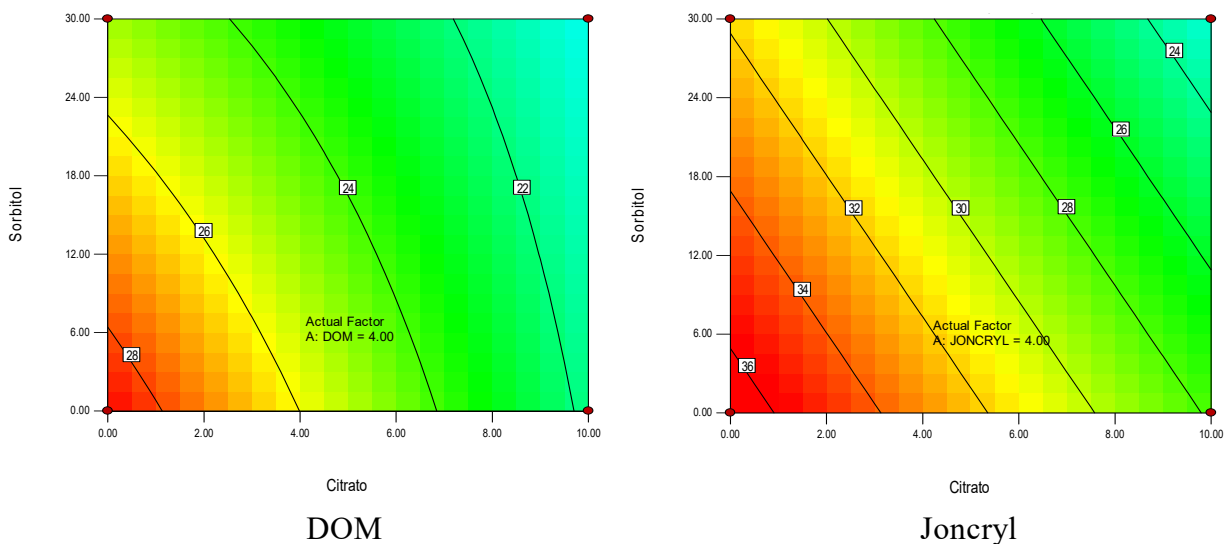 30.00
24.00
18.00
12.00
6.00
0.00
Sorbitol
28
26
24
22
Actual Factor
A: DOM = 4.00
0.00 2.00 4.00 6.00 8.00 10.00
Citrato
DOM
30.00
24.00
18.00
12.00
6.00
0.00
Sorbitol
24
26
28
30
32
34
36
Actual Factor
A: JONCRYL = 4.00
0.00 2.00 4.00 6.00 8.00 10.00
Citrato
Joncryl